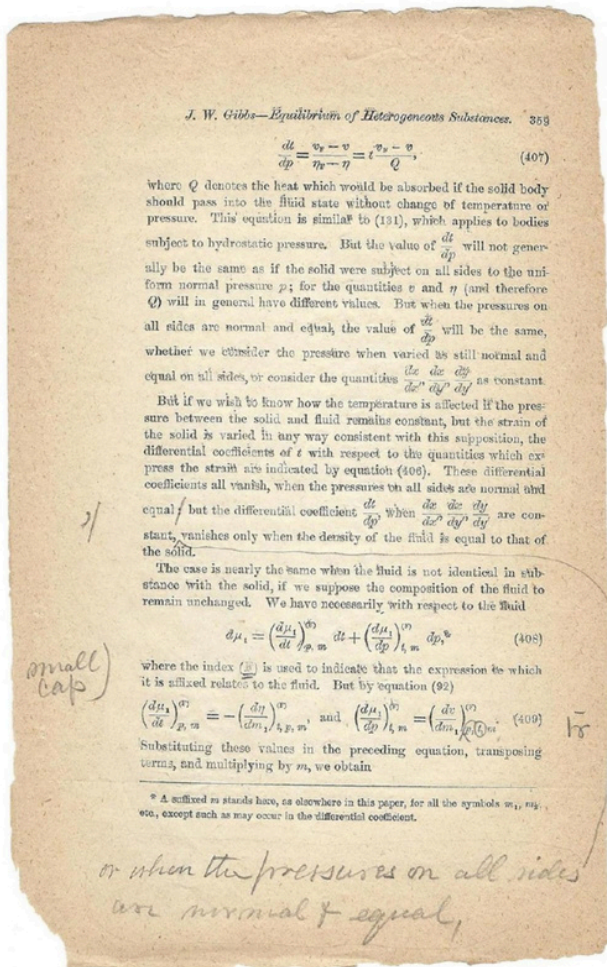 J. W. Gibbs—Equilibrium of Heterogeneous Substances. 359
dt/dp = (v_F − v)/(η_F − η) = t (v_F − v)/Q, (407)
where Q denotes the heat which would be absorbed if the solid body
should pass into the fluid state without change of temperature or
pressure. This equation is similar to (131), which applies to bodies
subject to hydrostatic pressure. But the value of dt/dp will not gener-
ally be the same as if the solid were subject on all sides to the uni-
form normal pressure p; for the quantities v and η (and therefore
Q) will in general have different values. But when the pressures on
all sides are normal and equal, the value of dt/dp will be the same,
whether we consider the pressure when varied as still normal and
equal on all sides, or consider the quantities dx/dx′, dx/dy′, dy/dy′ as constant.
But if we wish to know how the temperature is affected if the pres-
sure between the solid and fluid remains constant, but the strain of
the solid is varied in any way consistent with this supposition, the
differential coefficients of t with respect to the quantities which ex-
press the strain are indicated by equation (406). These differential
coefficients all vanish, when the pressures on all sides are normal and
equal; but the differential coefficient dt/dp, when dx/dx′, dx/dy′, dy/dy′ are con-
stant, vanishes only when the density of the fluid is equal to that of
the solid.
The case is nearly the same when the fluid is not identical in sub-
stance with the solid, if we suppose the composition of the fluid to
remain unchanged. We have necessarily with respect to the fluid
dμ₁ = (dμ₁/dt)^(F)_p, m dt + (dμ₁/dp)^(F)_t, m dp,* (408)
small
cap)
where the index (F) is used to indicate that the expression to which
it is affixed relates to the fluid. But by equation (92)
(dμ₁/dt)^(F)_p, m = −(dη/dm₁)^(F)_t, p, m, and (dμ₁/dp)^(F)_t, m = (dv/dm₁)^(F)_p, t, m. (409)
tr
Substituting these values in the preceding equation, transposing
terms, and multiplying by m, we obtain
* A suffixed m stands here, as elsewhere in this paper, for all the symbols m₁, m₂,
etc., except such as may occur in the differential coefficient.
or when the pressures on all sides
are normal & equal,